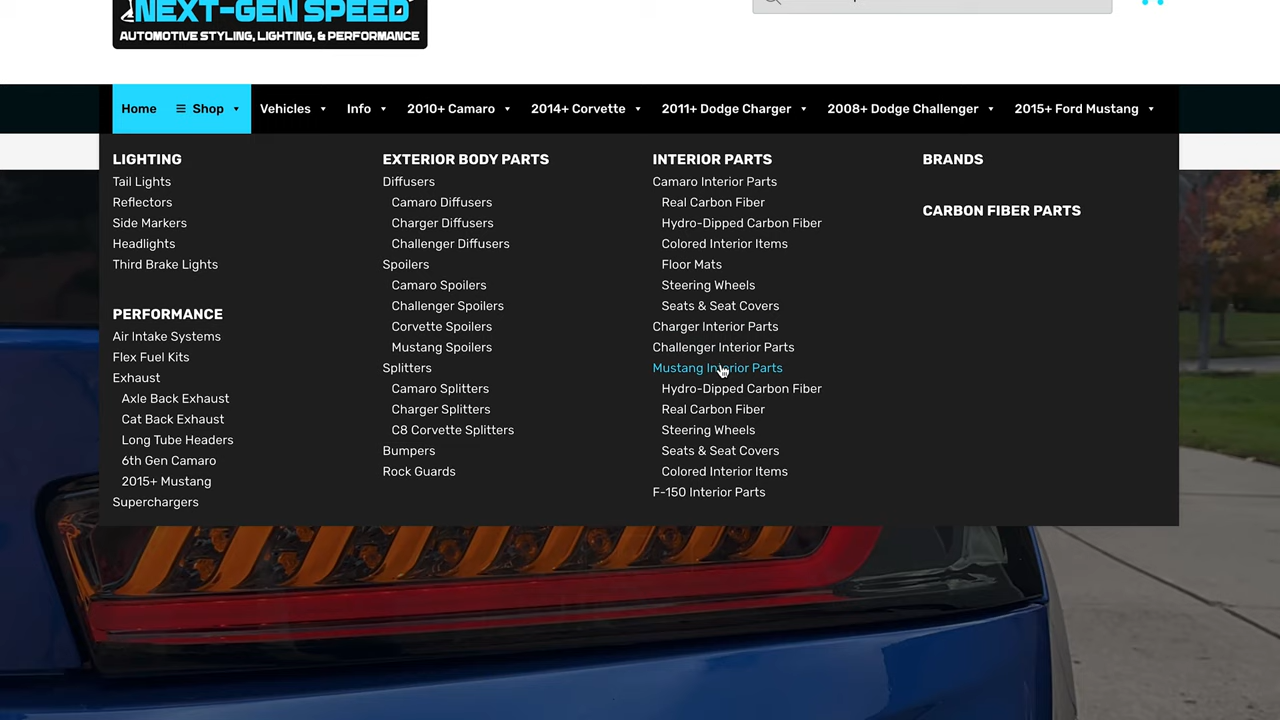 NEXT-GEN SPEED
AUTOMOTIVE STYLING, LIGHTING, & PERFORMANCE
Home
Shop
Vehicles
Info
2010+ Camaro
2014+ Corvette
2011+ Dodge Charger
2008+ Dodge Challenger
2015+ Ford Mustang
LIGHTING
Tail Lights
Reflectors
Side Markers
Headlights
Third Brake Lights
PERFORMANCE
Air Intake Systems
Flex Fuel Kits
Exhaust
Axle Back Exhaust
Cat Back Exhaust
Long Tube Headers
6th Gen Camaro
2015+ Mustang
Superchargers
EXTERIOR BODY PARTS
Diffusers
Camaro Diffusers
Charger Diffusers
Challenger Diffusers
Spoilers
Camaro Spoilers
Challenger Spoilers
Corvette Spoilers
Mustang Spoilers
Splitters
Camaro Splitters
Charger Splitters
C8 Corvette Splitters
Bumpers
Rock Guards
INTERIOR PARTS
Camaro Interior Parts
Real Carbon Fiber
Hydro-Dipped Carbon Fiber
Colored Interior Items
Floor Mats
Steering Wheels
Seats & Seat Covers
Charger Interior Parts
Challenger Interior Parts
Mustang Interior Parts
Hydro-Dipped Carbon Fiber
Real Carbon Fiber
Steering Wheels
Seats & Seat Covers
Colored Interior Items
F-150 Interior Parts
BRANDS
CARBON FIBER PARTS